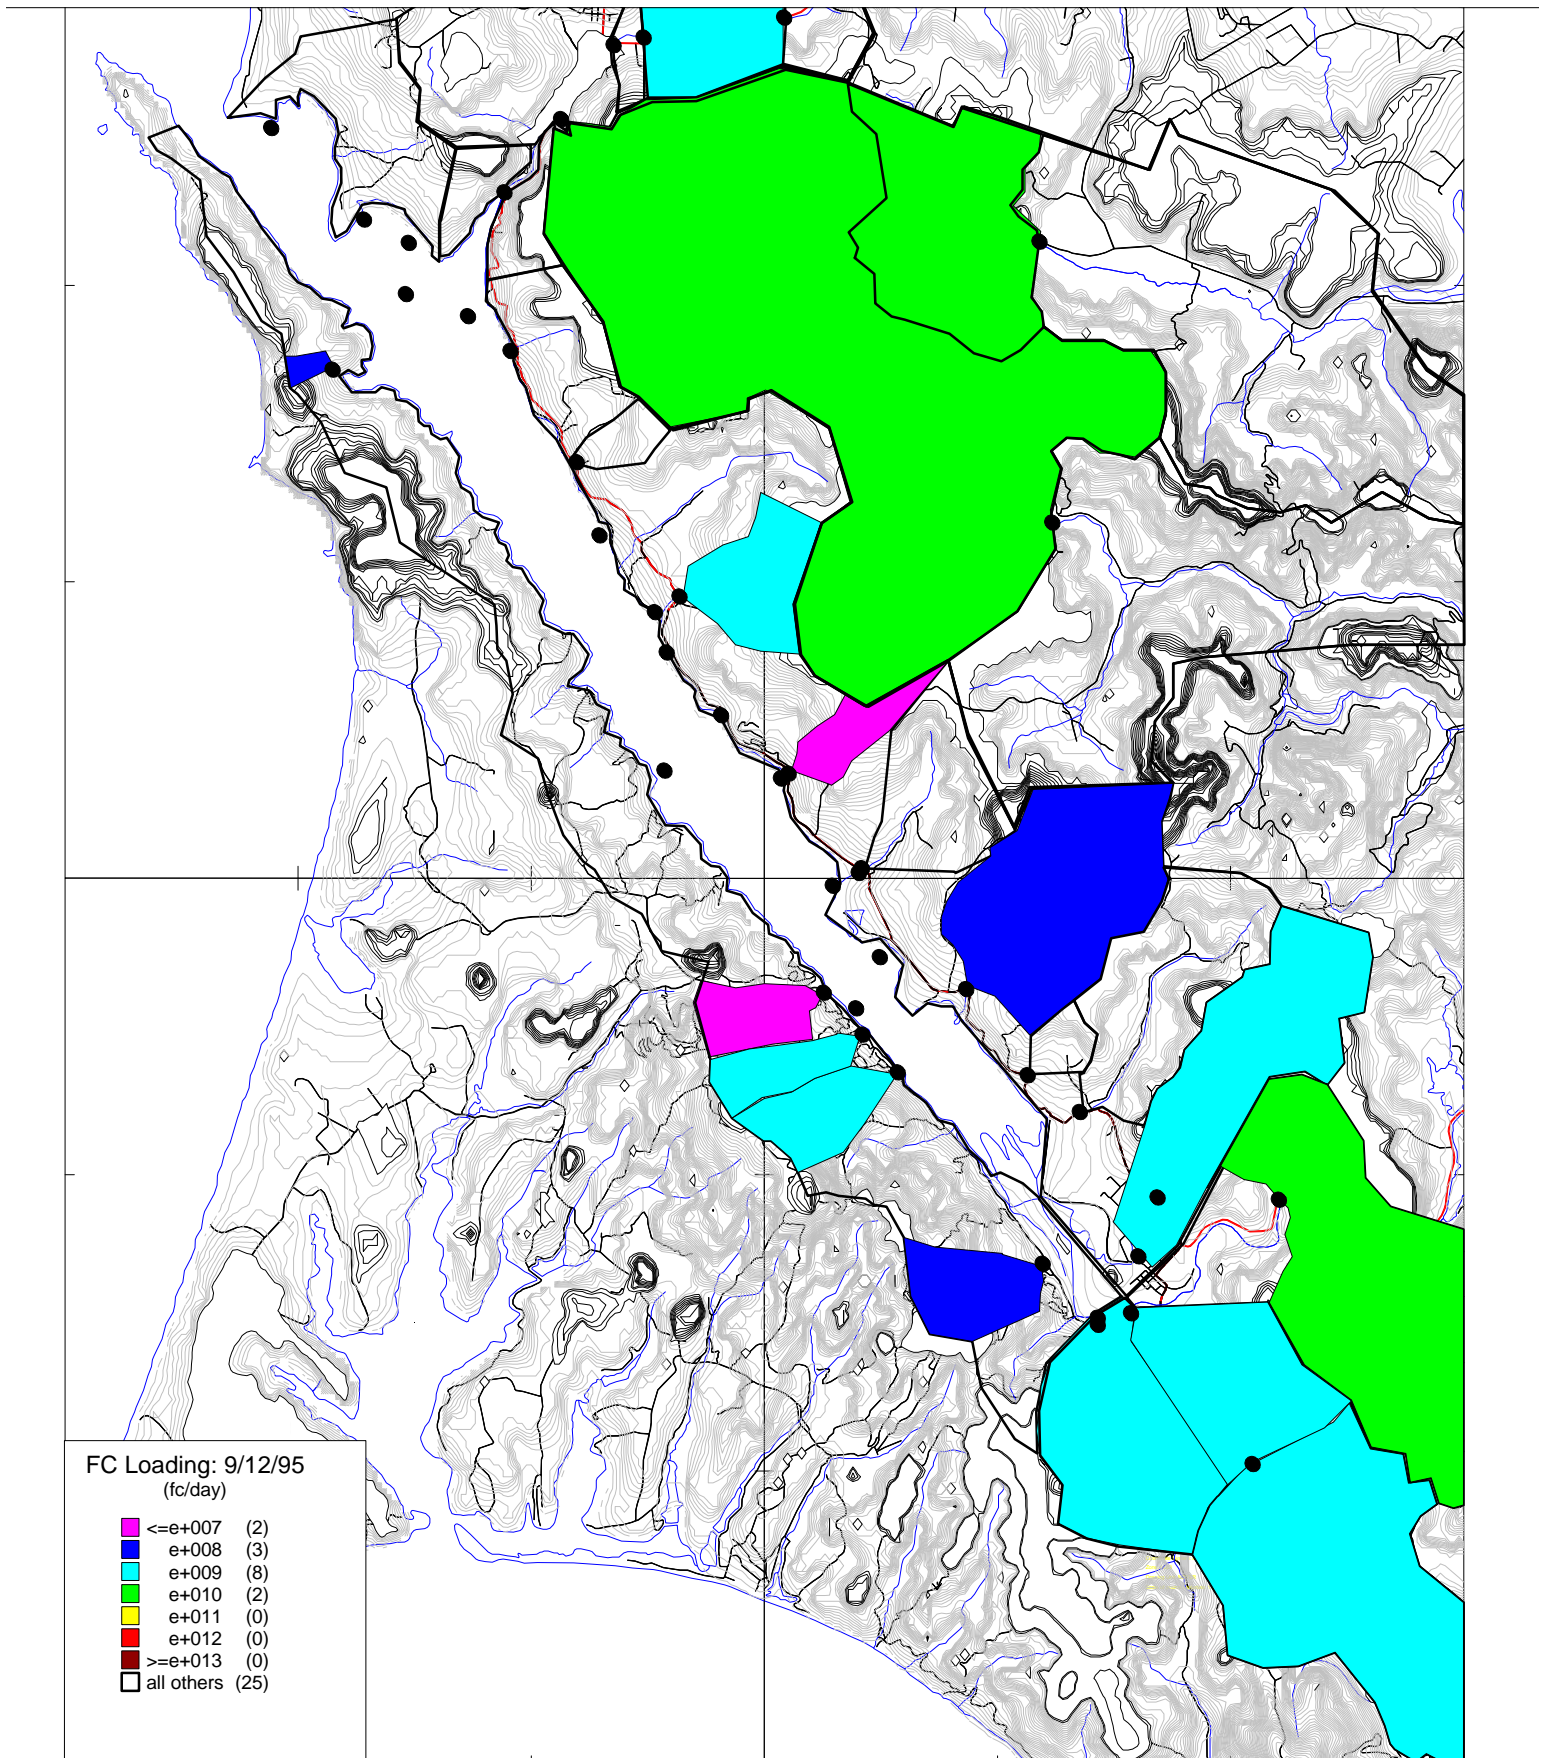 FC Loading: 9/12/95
(fc/day)
<=e+007 (2)
e+008 (3)
e+009 (8)
e+010 (2)
e+011 (0)
e+012 (0)
>=e+013 (0)
all others (25)